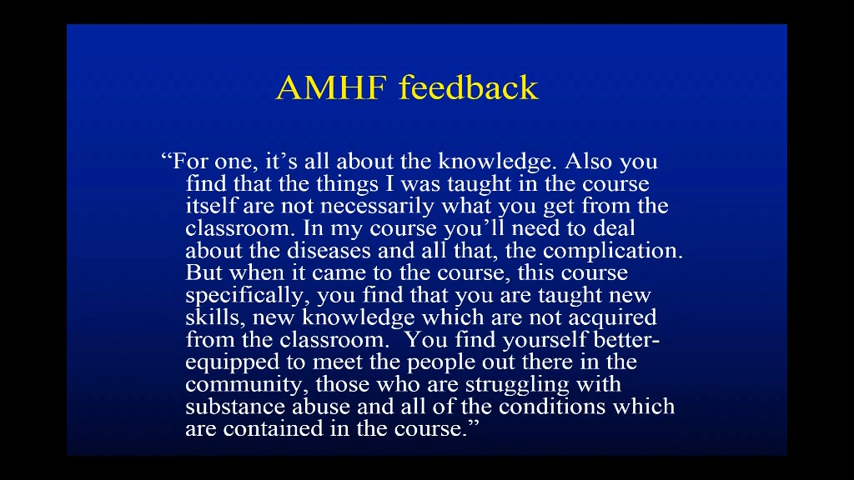 AMHF feedback
“For one, it’s all about the knowledge. Also you
find that the things I was taught in the course
itself are not necessarily what you get from the
classroom. In my course you’ll need to deal
about the diseases and all that, the complication.
But when it came to the course, this course
specifically, you find that you are taught new
skills, new knowledge which are not acquired
from the classroom.  You find yourself better-
equipped to meet the people out there in the
community, those who are struggling with
substance abuse and all of the conditions which
are contained in the course.”